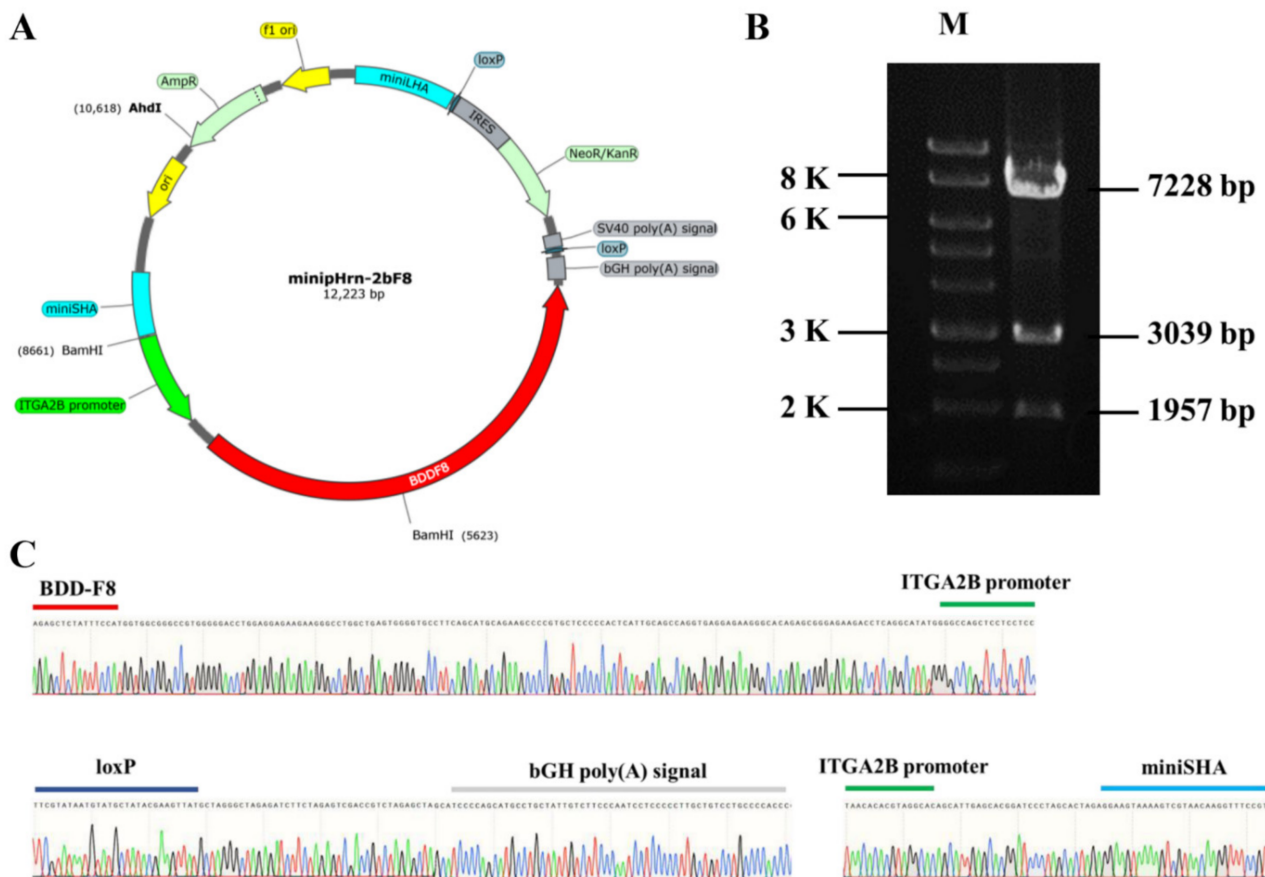 A
f1 ori
loxP
AmpR
miniLHA
(10,618) AhdI
IRES
NeoR/KanR
ori
SV40 poly(A) signal
loxP
bGH poly(A) signal
minipHrn-2bF8
12,223 bp
miniSHA
(8661) BamHI
ITGA2B promoter
BDDF8
BamHI (5623)
B
M
8 K
7228 bp
6 K
3 K
3039 bp
2 K
1957 bp
C
BDD-F8
ITGA2B promoter
loxP
bGH poly(A) signal
ITGA2B promoter
miniSHA
TTCGTATAATGTATGCTATACGAAGTTATGCTAGGGCTAGAGATCTTCTAGAGTCGACCGTCTAGAGCTAGCATCCCCAGCATGCCTGCTATTGTCTTCCCAATCCTCCCCCTTGCTGTCCTGCCCCACCCC
TAACACACGTAGGCACAGCATTGAGCACGGATCCCTAGCACTAGAGGAAGTAAAAGTCGTAACAAGGTTTCCGT